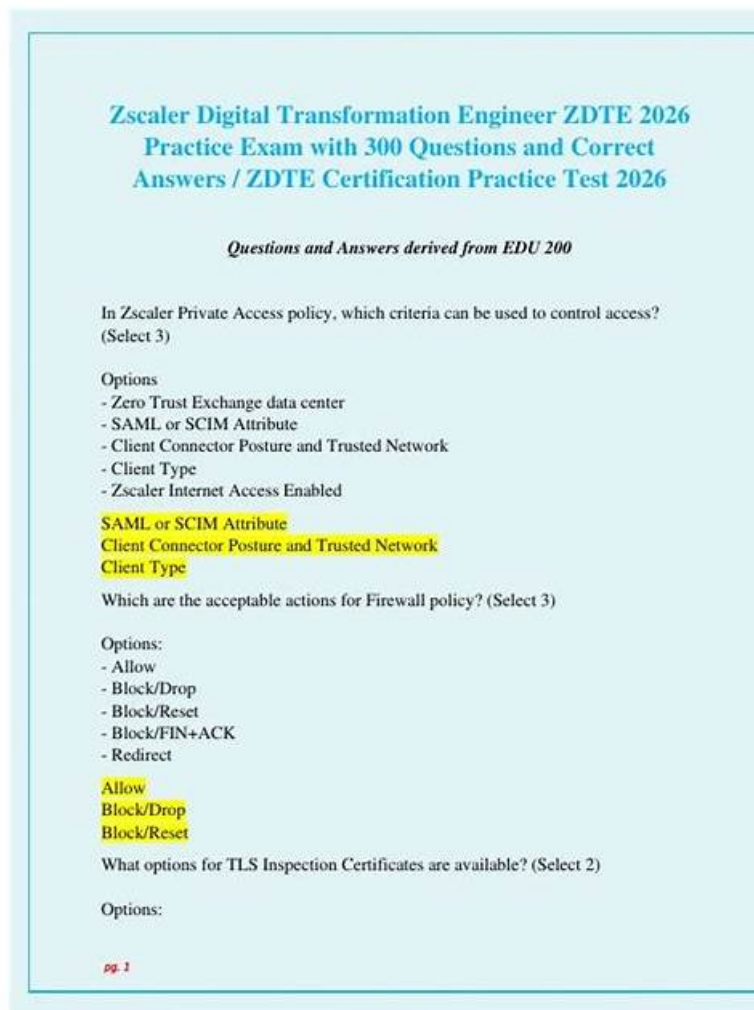 Zscaler Digital Transformation Engineer ZDTE 2026
Practice Exam with 300 Questions and Correct
Answers / ZDTE Certification Practice Test 2026
Questions and Answers derived from EDU 200
In Zscaler Private Access policy, which criteria can be used to control access?
(Select 3)
Options
- Zero Trust Exchange data center
- SAML or SCIM Attribute
- Client Connector Posture and Trusted Network
- Client Type
- Zscaler Internet Access Enabled
SAML or SCIM Attribute
Client Connector Posture and Trusted Network
Client Type
Which are the acceptable actions for Firewall policy? (Select 3)
Options:
- Allow
- Block/Drop
- Block/Reset
- Block/FIN+ACK
- Redirect
Allow
Block/Drop
Block/Reset
What options for TLS Inspection Certificates are available? (Select 2)
Options:
pg. 1